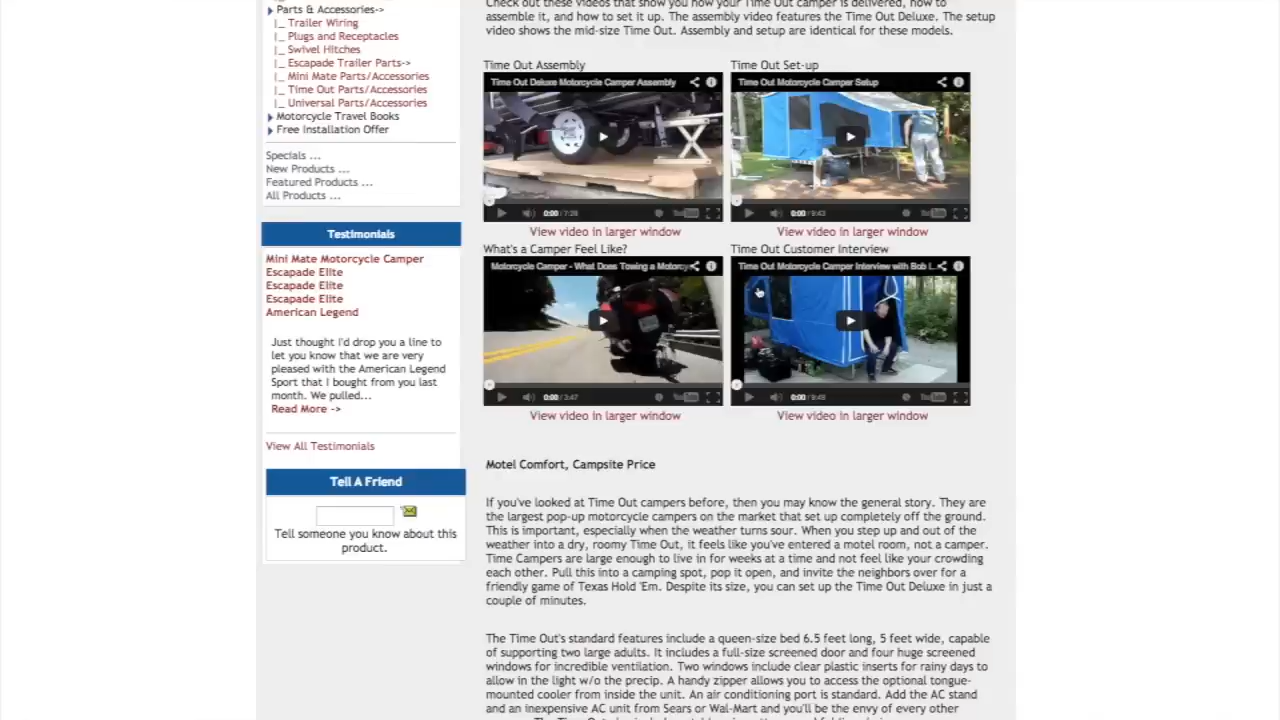 Parts & Accessories->
|_ Trailer Wiring
|_ Plugs and Receptacles
|_ Swivel Hitches
|_ Escapade Trailer Parts->
|_ Mini Mate Parts/Accessories
|_ Time Out Parts/Accessories
|_ Universal Parts/Accessories
Motorcycle Travel Books
Free Installation Offer
Specials ...
New Products ...
Featured Products ...
All Products ...
Testimonials
Mini Mate Motorcycle Camper
Escapade Elite
Escapade Elite
Escapade Elite
American Legend
Just thought I'd drop you a line to
let you know that we are very
pleased with the American Legend
Sport that I bought from you last
month. We pulled...
Read More ->
View All Testimonials
Tell A Friend
Tell someone you know about this
product.
Check out these videos that show you how your Time Out camper is delivered, how to
assemble it, and how to set it up. The assembly video features the Time Out Deluxe. The setup
video shows the mid-size Time Out. Assembly and setup are identical for these models.
Time Out Assembly
Time Out Deluxe Motorcycle Camper Assembly
0:00 / 7:28
View video in larger window
Time Out Set-up
Time Out Motorcycle Camper Setup
0:00 / 9:43
View video in larger window
What's a Camper Feel Like?
Motorcycle Camper - What Does Towing a Motorcy
0:00 / 3:47
View video in larger window
Time Out Customer Interview
Time Out Motorcycle Camper Interview with Bob L...
0:00 / 9:48
View video in larger window
Motel Comfort, Campsite Price
If you've looked at Time Out campers before, then you may know the general story. They are
the largest pop-up motorcycle campers on the market that set up completely off the ground.
This is important, especially when the weather turns sour. When you step up and out of the
weather into a dry, roomy Time Out, it feels like you've entered a motel room, not a camper.
Time Campers are large enough to live in for weeks at a time and not feel like your crowding
each other. Pull this into a camping spot, pop it open, and invite the neighbors over for a
friendly game of Texas Hold 'Em. Despite its size, you can set up the Time Out Deluxe in just a
couple of minutes.
The Time Out's standard features include a queen-size bed 6.5 feet long, 5 feet wide, capable
of supporting two large adults. It includes a full-size screened door and four huge screened
windows for incredible ventilation. Two windows include clear plastic inserts for rainy days to
allow in the light w/o the precip. A handy zipper allows you to access the optional tongue-
mounted cooler from inside the unit. An air conditioning port is standard. Add the AC stand
and an inexpensive AC unit from Sears or Wal-Mart and you'll be the envy of every other